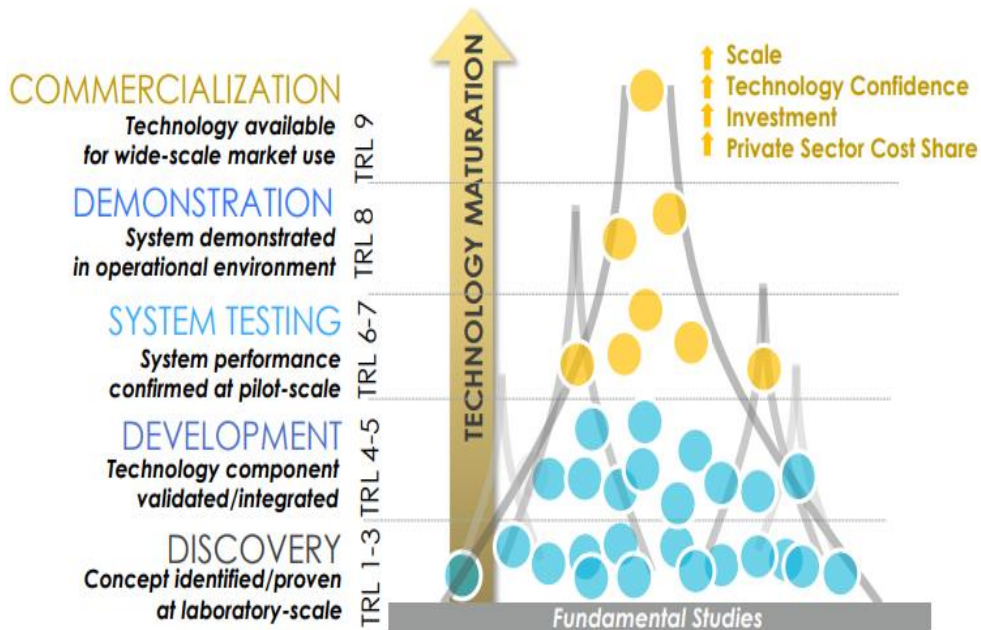 COMMERCIALIZATION
Technology available
for wide-scale market use
TRL 9
DEMONSTRATION
System demonstrated
in operational environment
TRL 8
SYSTEM TESTING
System performance
confirmed at pilot-scale
TRL 6-7
DEVELOPMENT
Technology component
validated/integrated
TRL 4-5
DISCOVERY
Concept identified/proven
at laboratory-scale
TRL 1-3
TECHNOLOGY MATURATION
Scale
Technology Confidence
Investment
Private Sector Cost Share
Fundamental Studies